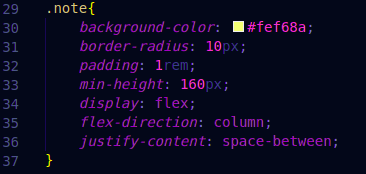 29 .note{
30 background-color: #fef68a;
31 border-radius: 10px;
32 padding: 1rem;
33 min-height: 160px;
34 display: flex;
35 flex-direction: column;
36 justify-content: space-between;
37 }